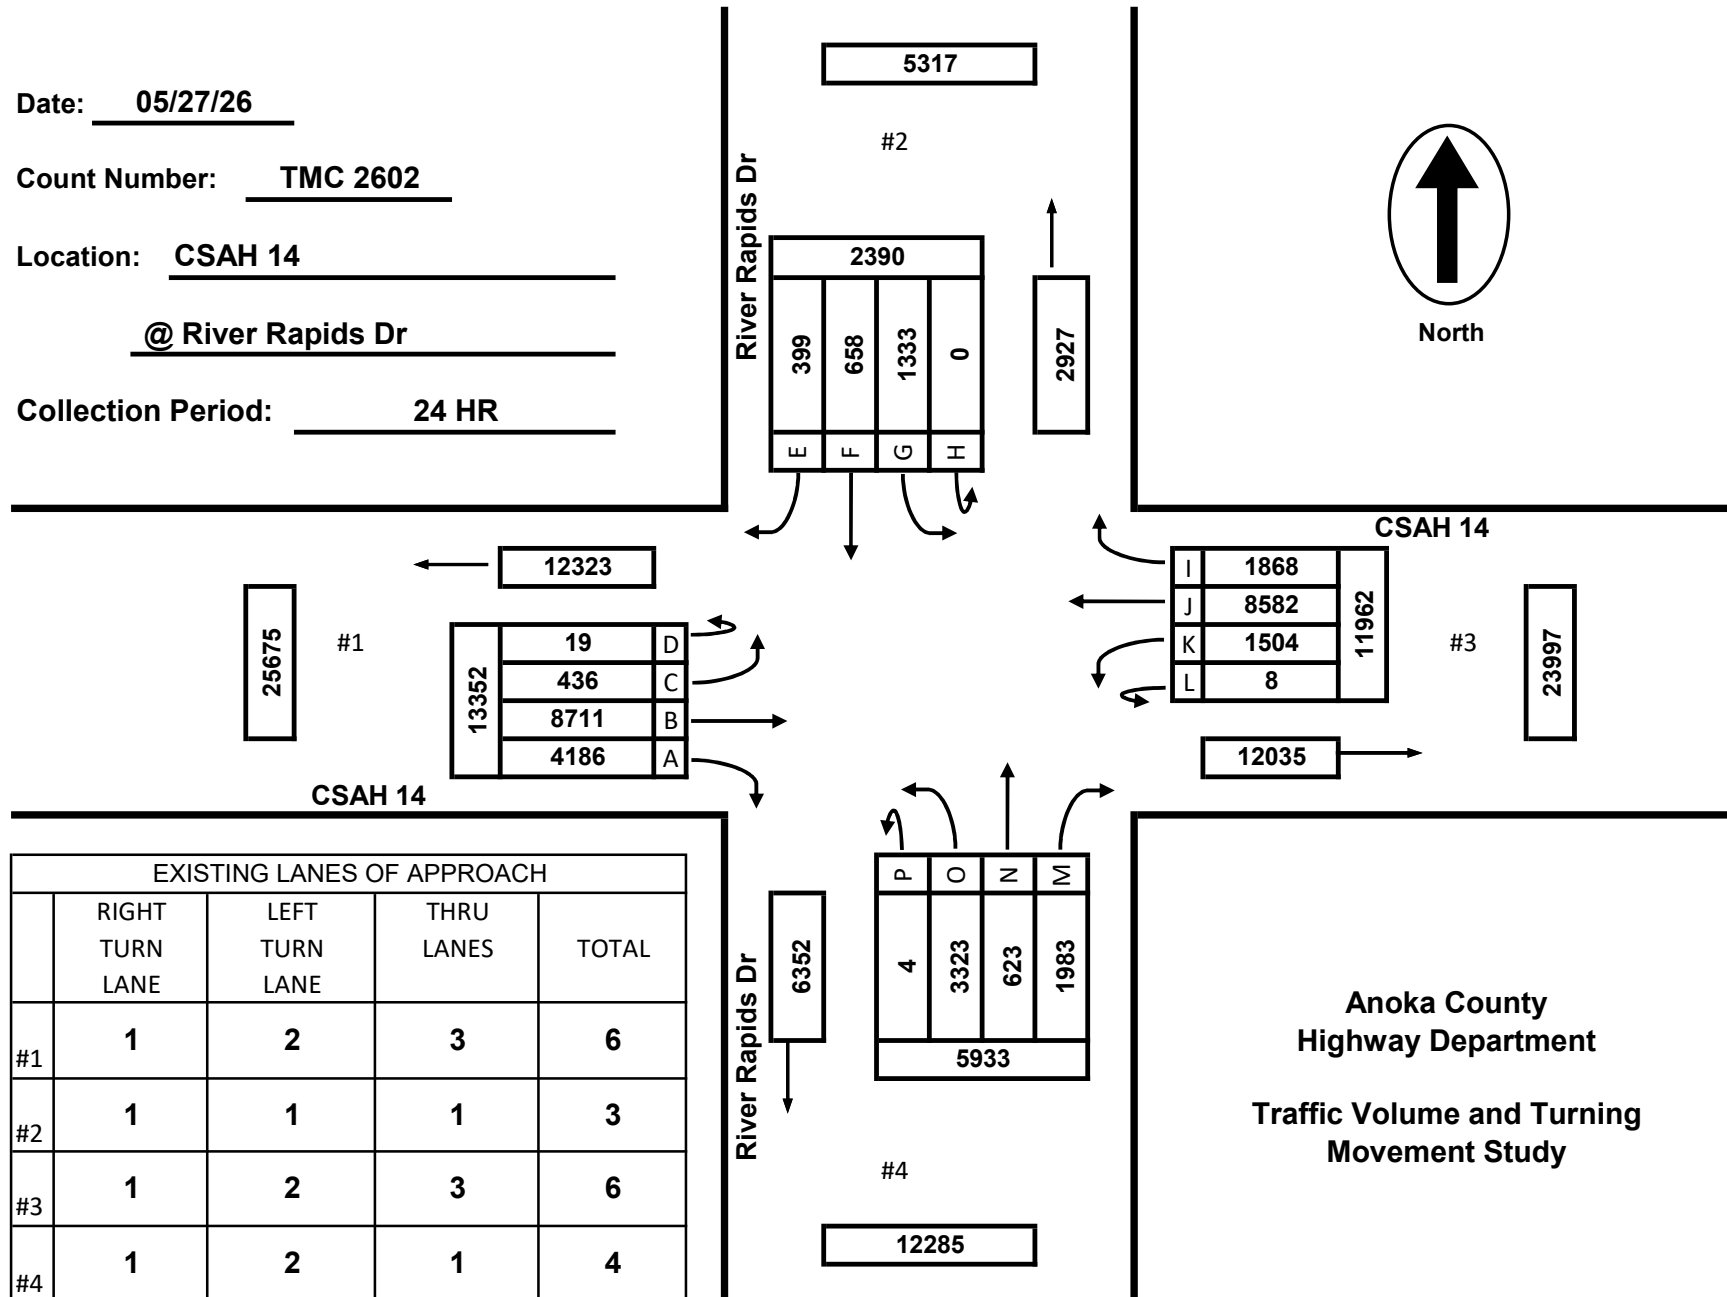 Date: 05/27/26
Count Number: TMC 2602
Location: CSAH 14
@ River Rapids Dr
Collection Period: 24 HR
5317
#2
River Rapids Dr
2390
399 658 1333 0
E F G H
2927
North
CSAH 14
12323
25675
#1
13352
19 D
436 C
8711 B
4186 A
CSAH 14
I 1868
J 8582
K 1504
L 8
11962
#3
23997
12035
P O N M
4 3323 623 1983
5933
6352
River Rapids Dr
#4
12285
EXISTING LANES OF APPROACH
RIGHT TURN LANE LEFT TURN LANE THRU LANES TOTAL
#1 1 2 3 6
#2 1 1 1 3
#3 1 2 3 6
#4 1 2 1 4
Anoka County
Highway Department
Traffic Volume and Turning
Movement Study